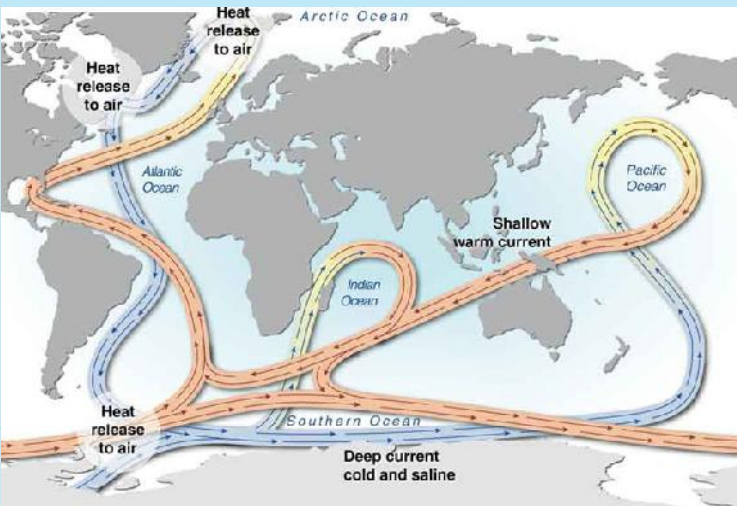 Heat
release
to air
Arctic Ocean
Heat
release
to air
Atlantic
Ocean
Pacific
Ocean
Shallow
warm current
Indian
Ocean
Heat
release
to air
Southern Ocean
Deep current
cold and saline